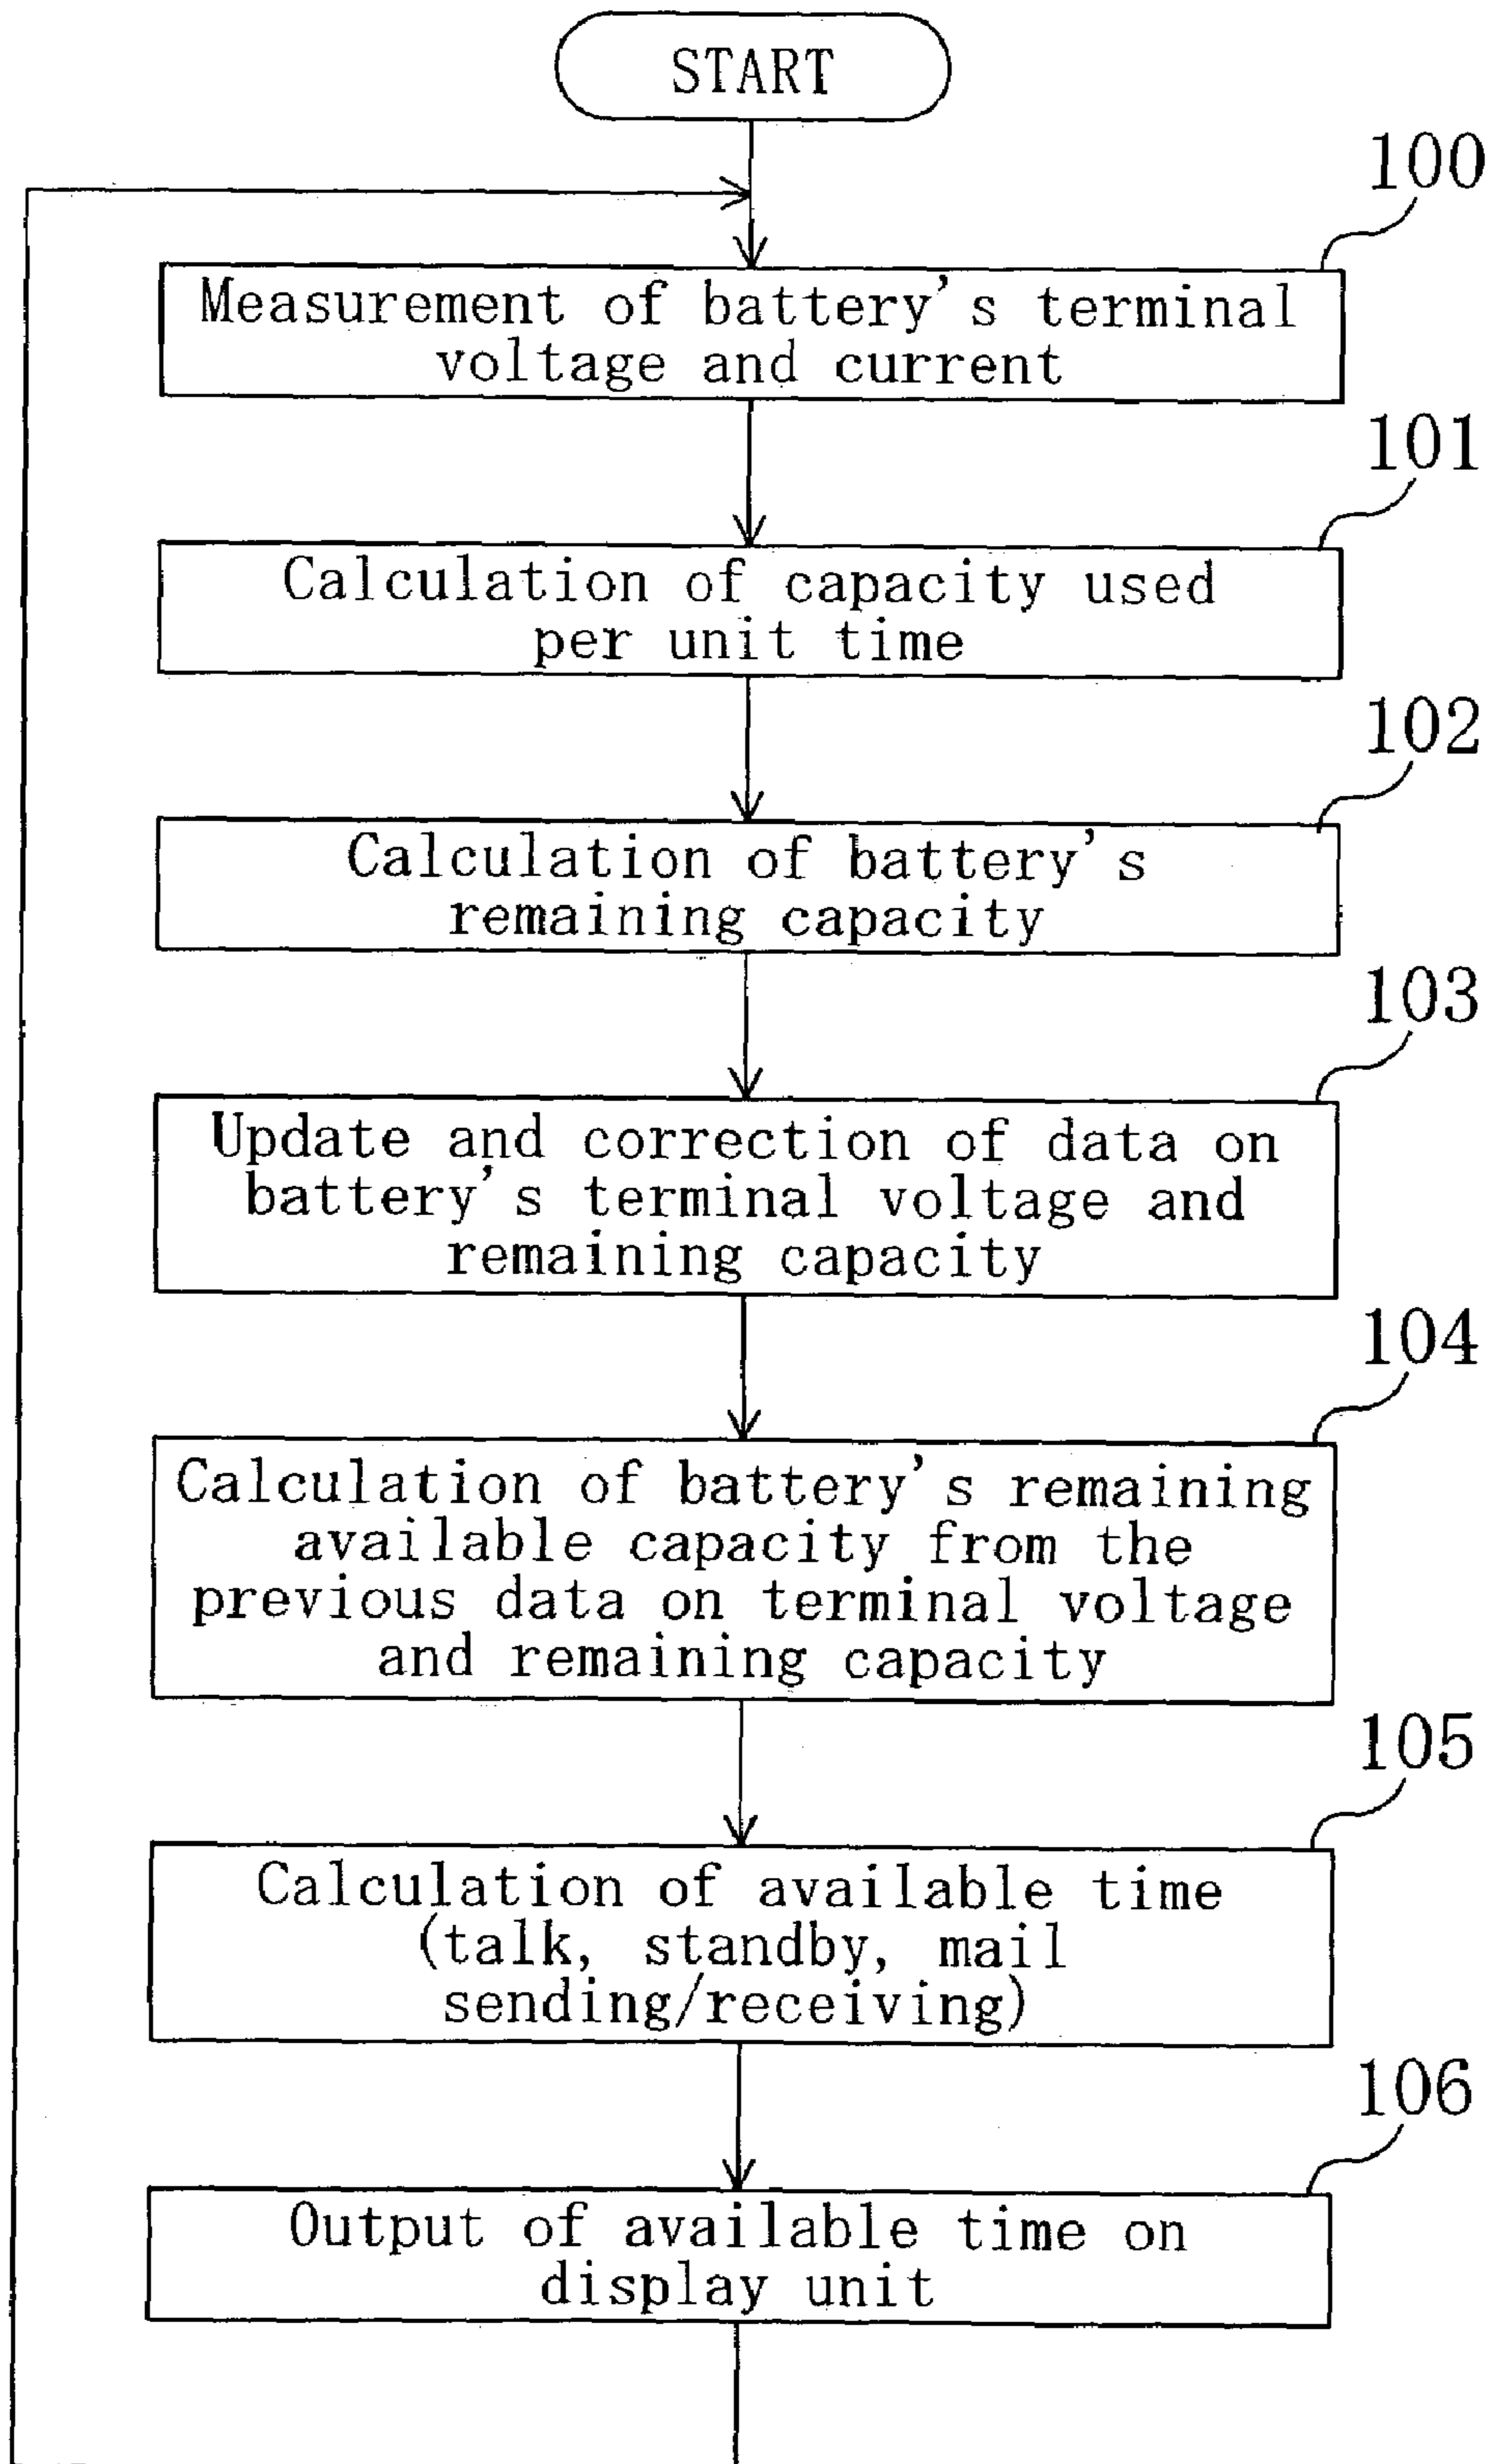 START
100
Measurement of battery's terminal
voltage and current
101
Calculation of capacity used
per unit time
102
Calculation of battery's
remaining capacity
103
Update and correction of data on
battery's terminal voltage and
remaining capacity
104
Calculation of battery's remaining
available capacity from the
previous data on terminal voltage
and remaining capacity
105
Calculation of available time
(talk, standby, mail
sending/receiving)
106
Output of available time on
display unit